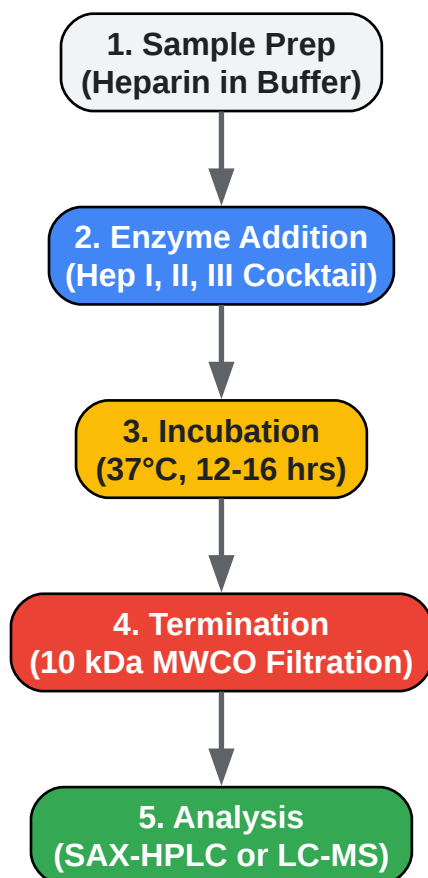 1. Sample Prep
(Heparin in Buffer)
2. Enzyme Addition
(Hep I, II, III Cocktail)
3. Incubation
(37°C, 12-16 hrs)
4. Termination
(10 kDa MWCO Filtration)
5. Analysis
(SAX-HPLC or LC-MS)